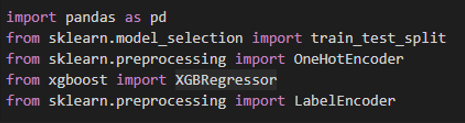 import pandas as pd
from sklearn.model_selection import train_test_split
from sklearn.preprocessing import OneHotEncoder
from xgboost import XGBRegressor
from sklearn.preprocessing import LabelEncoder